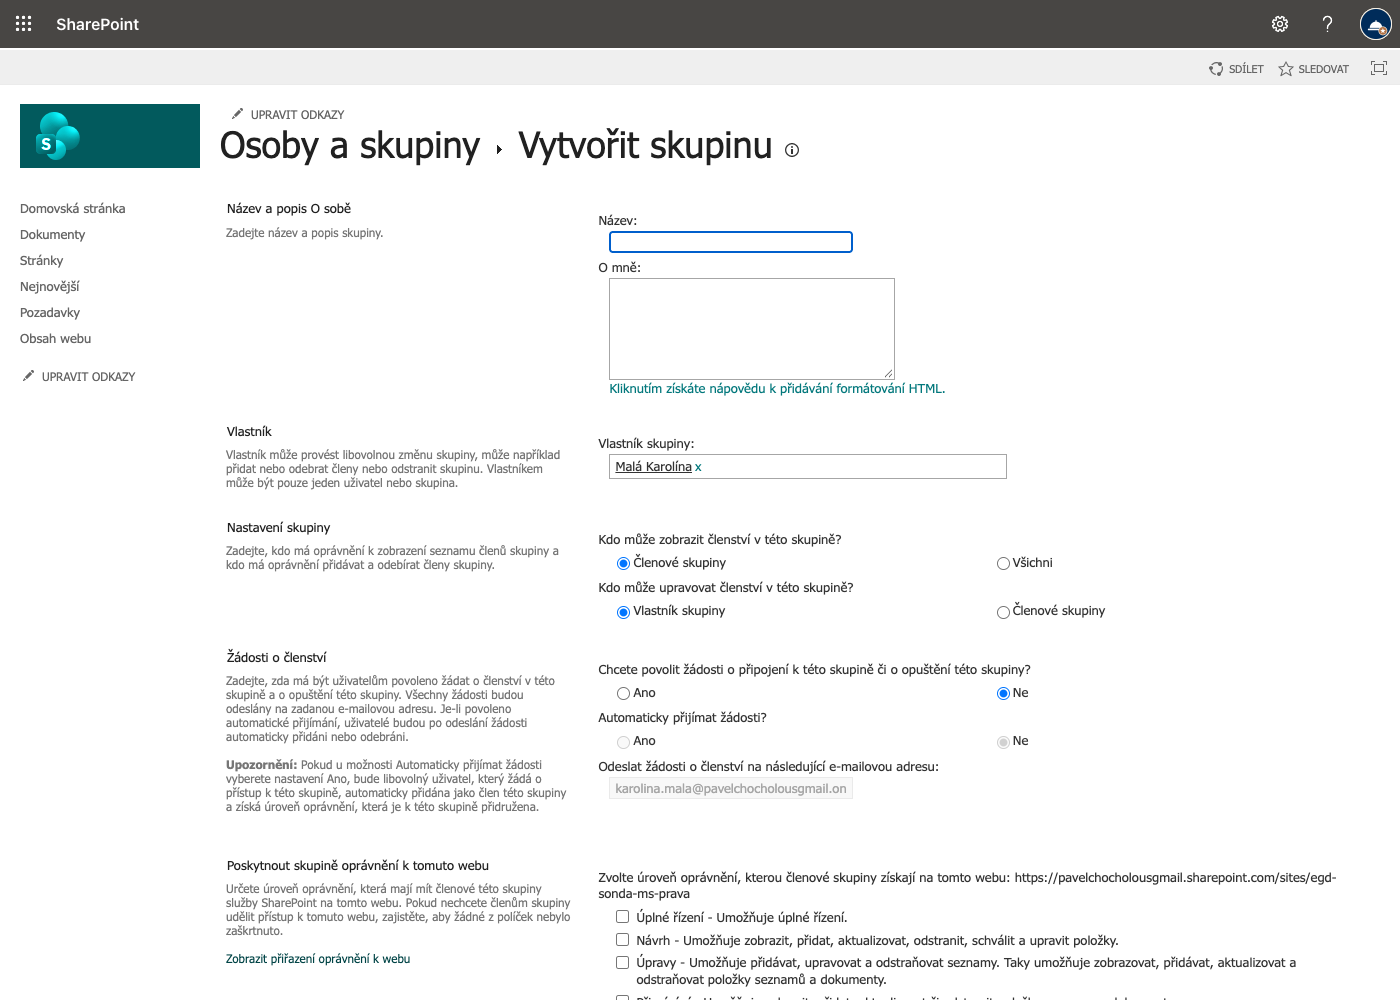 SharePoint
SDÍLET
SLEDOVAT
S
UPRAVIT ODKAZY
Osoby a skupiny
Vytvořit skupinu
Domovská stránka
Dokumenty
Stránky
Nejnovější
Pozadavky
Obsah webu
UPRAVIT ODKAZY
Název a popis O sobě
Zadejte název a popis skupiny.
Název:
O mně:
Kliknutím získáte nápovědu k přidávání formátování HTML.
Vlastník
Vlastník může provést libovolnou změnu skupiny, může například
přidat nebo odebrat členy nebo odstranit skupinu. Vlastníkem
může být pouze jeden uživatel nebo skupina.
Vlastník skupiny:
Malá Karolína x
Nastavení skupiny
Zadejte, kdo má oprávnění k zobrazení seznamu členů skupiny a
kdo má oprávnění přidávat a odebírat členy skupiny.
Kdo může zobrazit členství v této skupině?
Členové skupiny
Všichni
Kdo může upravovat členství v této skupině?
Vlastník skupiny
Členové skupiny
Žádosti o členství
Zadejte, zda má být uživatelům povoleno žádat o členství v této
skupině a o opuštění této skupiny. Všechny žádosti budou
odeslány na zadanou e-mailovou adresu. Je-li povoleno
automatické přijímání, uživatelé budou po odeslání žádosti
automaticky přidáni nebo odebráni.
Upozornění: Pokud u možnosti Automaticky přijímat žádosti
vyberete nastavení Ano, bude libovolný uživatel, který žádá o
přístup k této skupině, automaticky přidána jako člen této skupiny
a získá úroveň oprávnění, která je k této skupině přidružena.
Chcete povolit žádosti o připojení k této skupině či o opuštění této skupiny?
Ano
Ne
Automaticky přijímat žádosti?
Ano
Ne
Odeslat žádosti o členství na následující e-mailovou adresu:
karolina.mala@pavelchocholousgmail.on
Poskytnout skupině oprávnění k tomuto webu
Určete úroveň oprávnění, která mají mít členové této skupiny
služby SharePoint na tomto webu. Pokud nechcete členům skupiny
udělit přístup k tomuto webu, zajistěte, aby žádné z políček nebylo
zaškrtnuto.
Zobrazit přiřazení oprávnění k webu
Zvolte úroveň oprávnění, kterou členové skupiny získají na tomto webu: https://pavelchocholousgmail.sharepoint.com/sites/egd-
sonda-ms-prava
Úplné řízení - Umožňuje úplné řízení.
Návrh - Umožňuje zobrazit, přidat, aktualizovat, odstranit, schválit a upravit položky.
Úpravy - Umožňuje přidávat, upravovat a odstraňovat seznamy. Taky umožňuje zobrazovat, přidávat, aktualizovat a
odstraňovat položky seznamů a dokumenty.